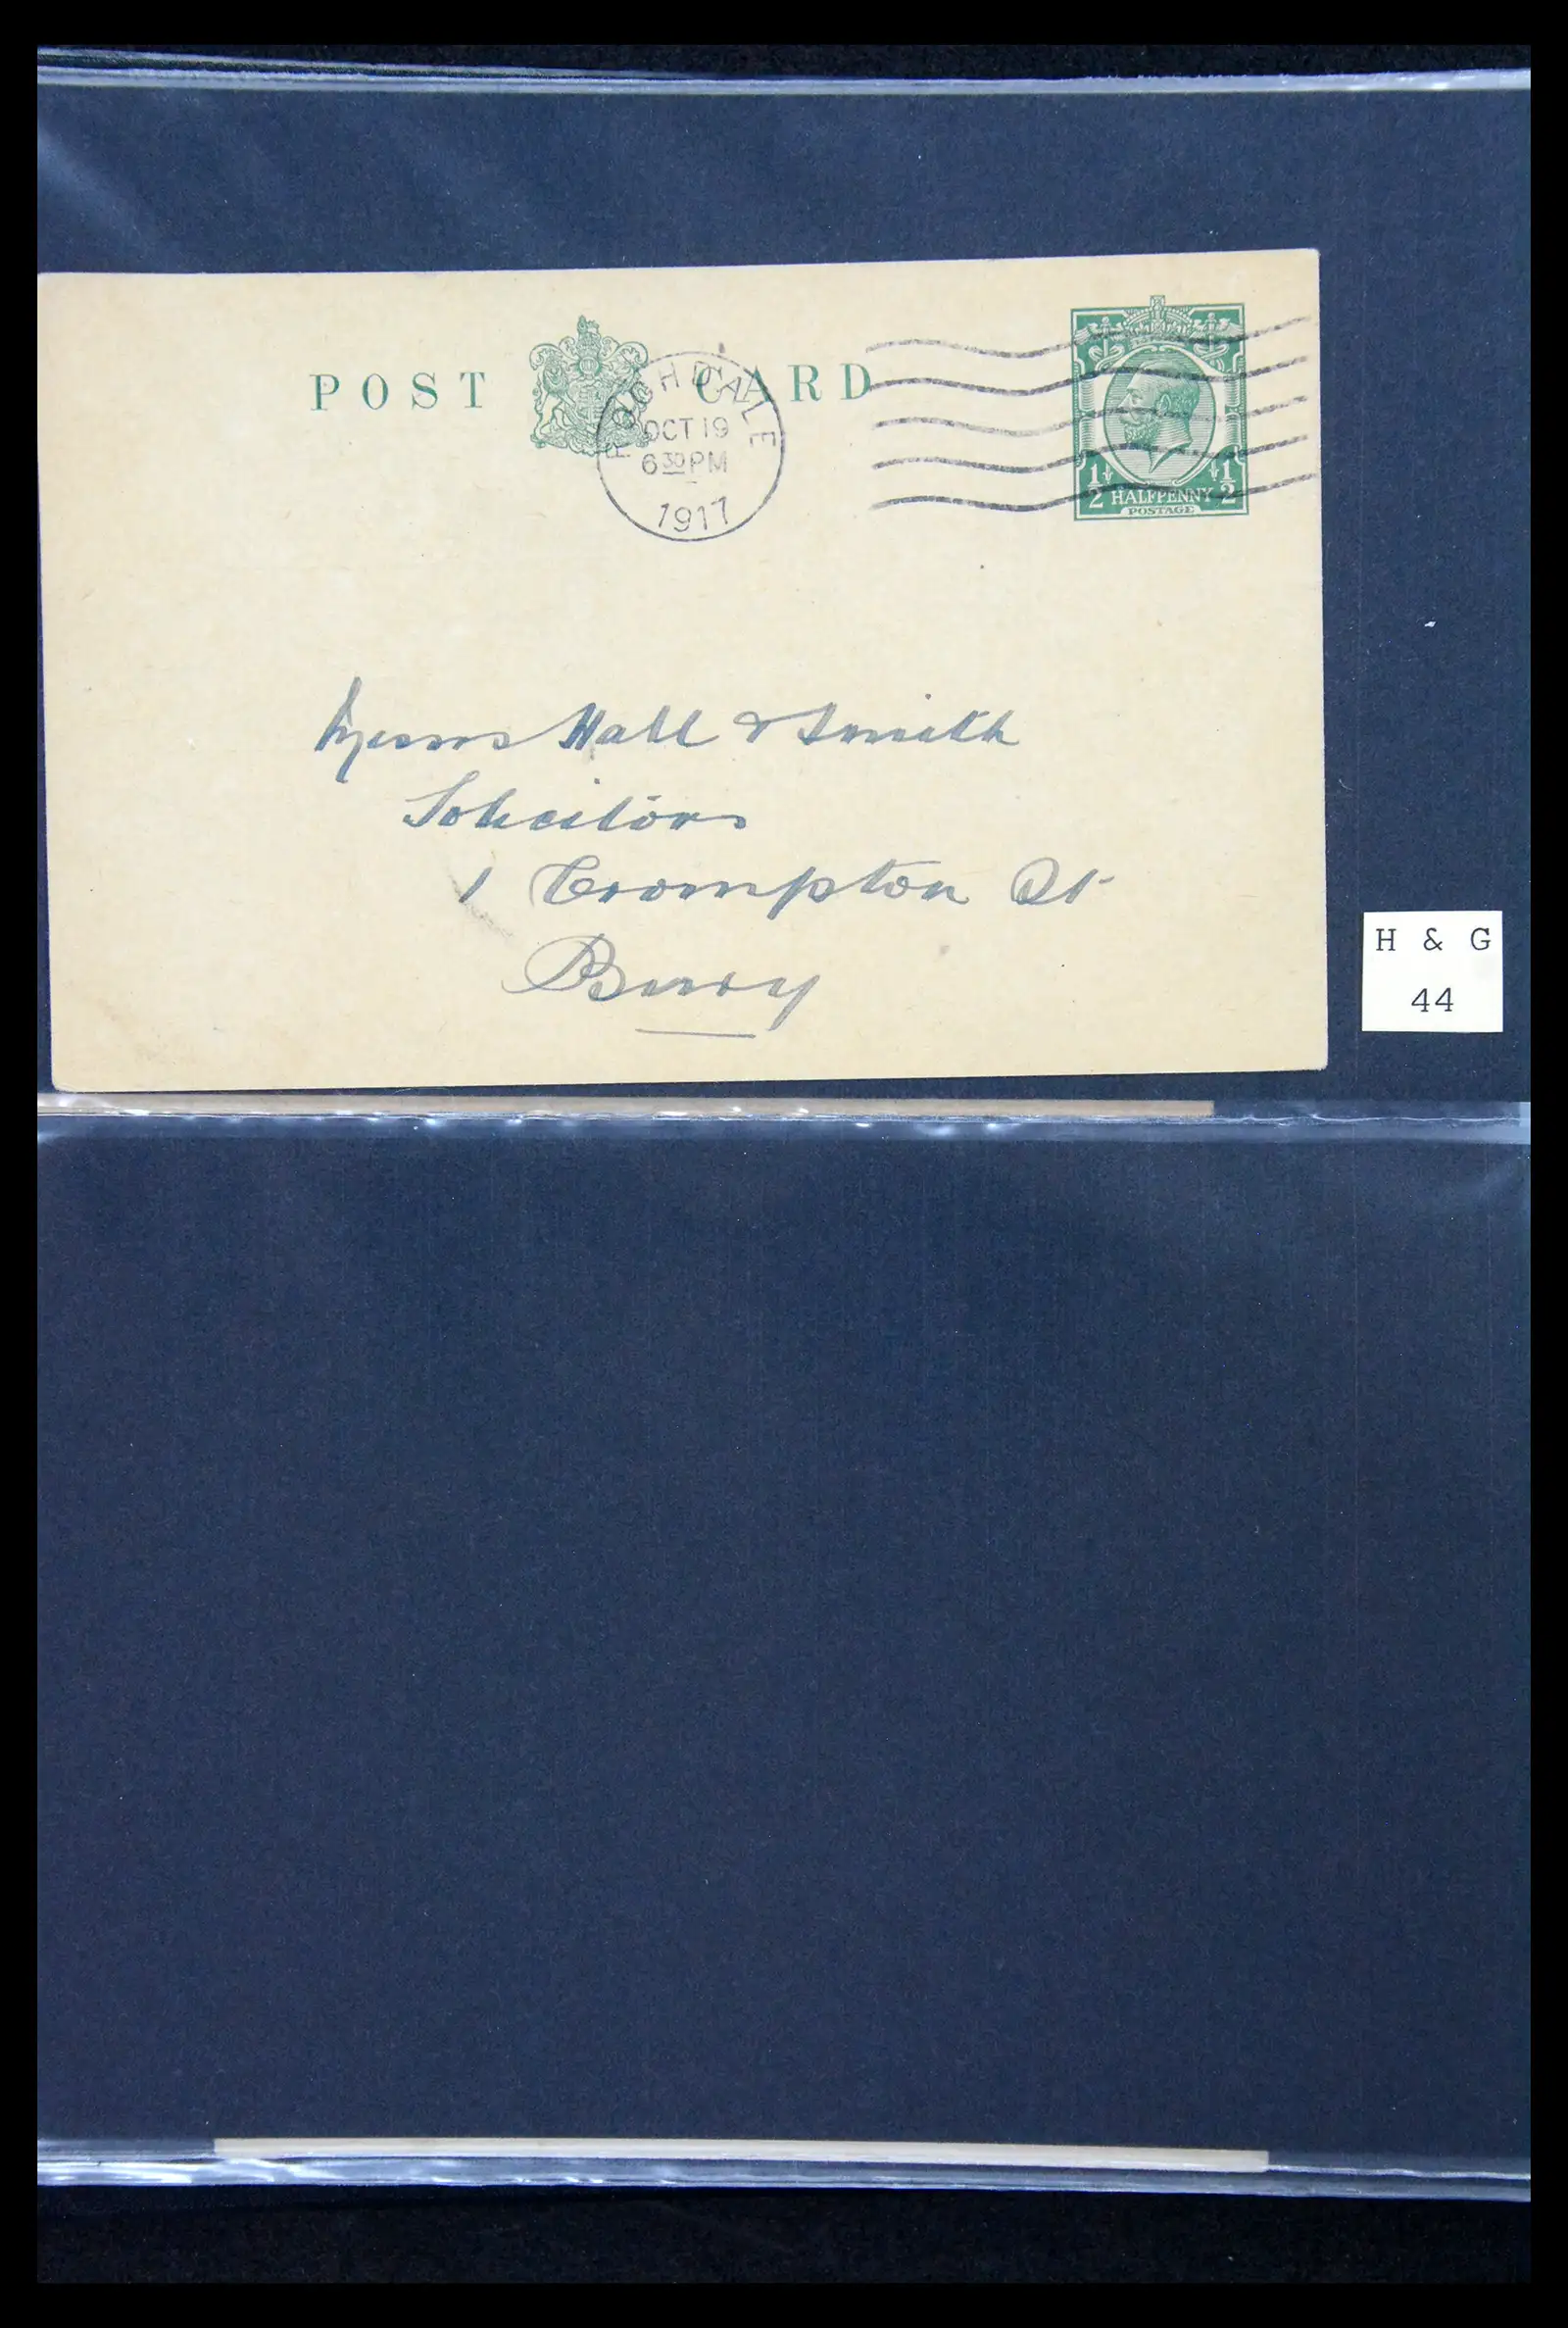 POST CARD
ROCHDALE
OCT 19
6 30 PM
1917
1/2 1/2
HALFPENNY
POSTAGE
Messrs Hall & Smith
Solicitors
1 Crompton St
Bury
H & G
44